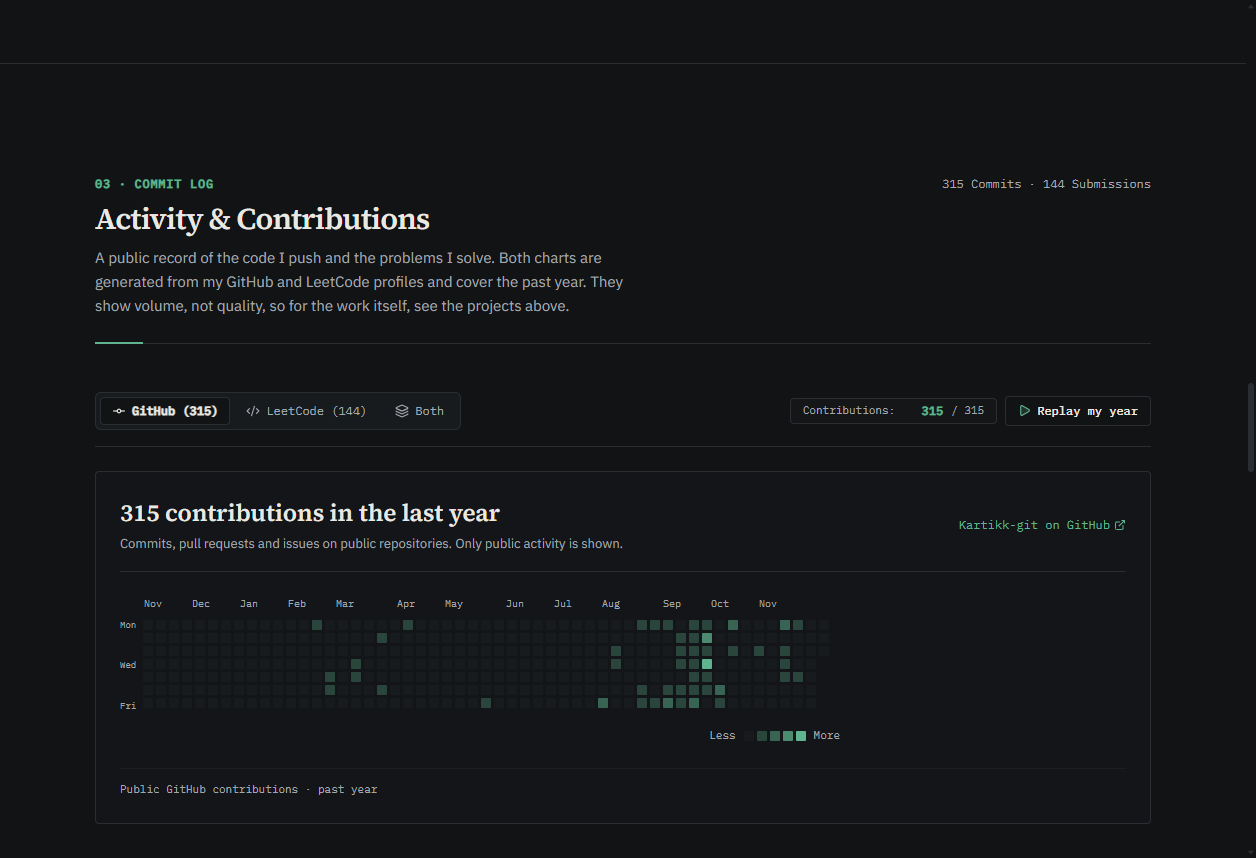 03 · COMMIT LOG
315 Commits · 144 Submissions
Activity & Contributions
A public record of the code I push and the problems I solve. Both charts are
generated from my GitHub and LeetCode profiles and cover the past year. They
show volume, not quality, so for the work itself, see the projects above.
GitHub (315) LeetCode (144) Both
Contributions: 315 / 315
Replay my year
315 contributions in the last year
Kartikk-git on GitHub
Commits, pull requests and issues on public repositories. Only public activity is shown.
Nov Dec Jan Feb Mar Apr May Jun Jul Aug Sep Oct Nov
Mon
Wed
Fri
Less More
Public GitHub contributions · past year